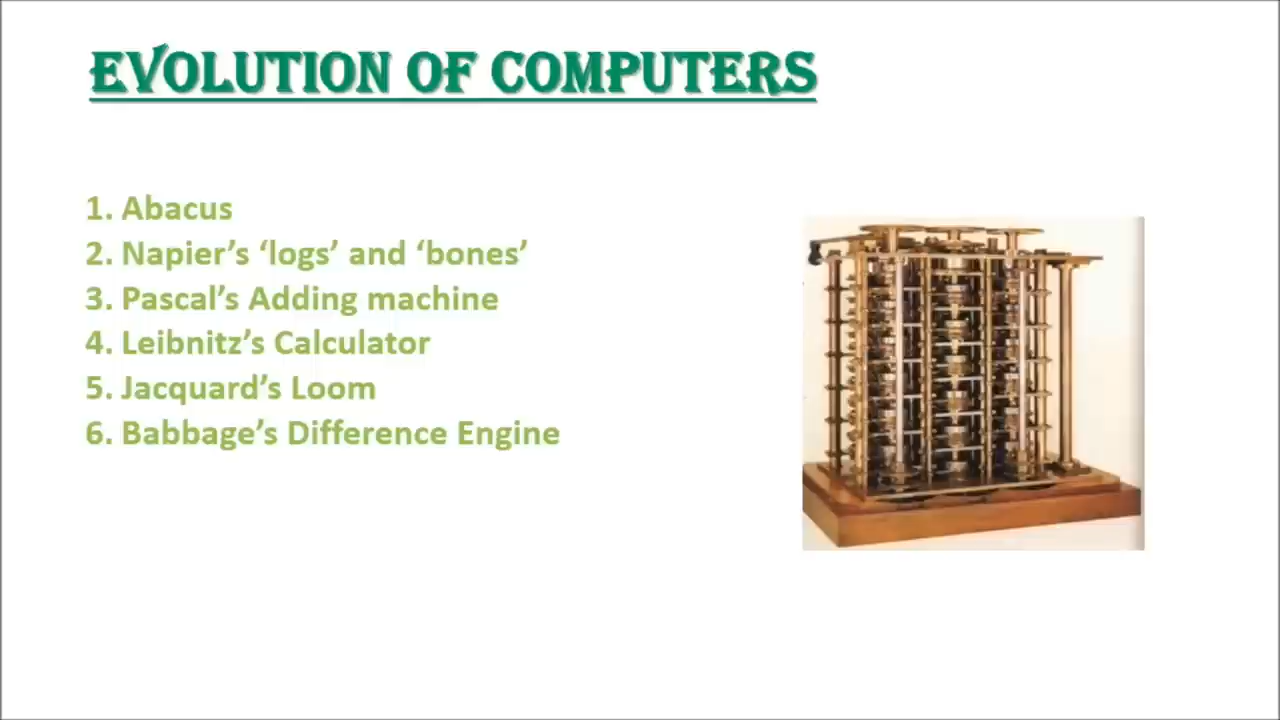 EVOLUTION OF COMPUTERS
1. Abacus
2. Napier’s ‘logs’ and ‘bones’
3. Pascal’s Adding machine
4. Leibnitz’s Calculator
5. Jacquard’s Loom
6. Babbage’s Difference Engine